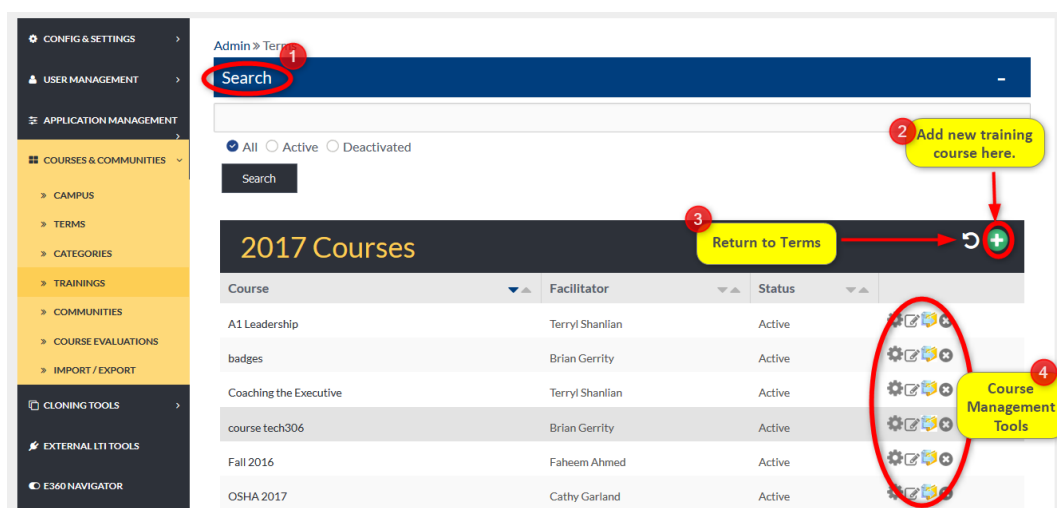 CONFIG & SETTINGS
USER MANAGEMENT
APPLICATION MANAGEMENT
COURSES & COMMUNITIES
» CAMPUS
» TERMS
» CATEGORIES
» TRAININGS
» COMMUNITIES
» COURSE EVALUATIONS
» IMPORT / EXPORT
CLONING TOOLS
EXTERNAL LTI TOOLS
E360 NAVIGATOR
Admin » Terms
1
Search
All Active Deactivated
Search
2
Add new training
course here.
3
Return to Terms
2017 Courses
Course Facilitator Status
A1 Leadership Terryl Shanlian Active
badges Brian Gerrity Active
Coaching the Executive Terryl Shanlian Active
course tech306 Brian Gerrity Active
Fall 2016 Faheem Ahmed Active
OSHA 2017 Cathy Garland Active
4
Course
Management
Tools